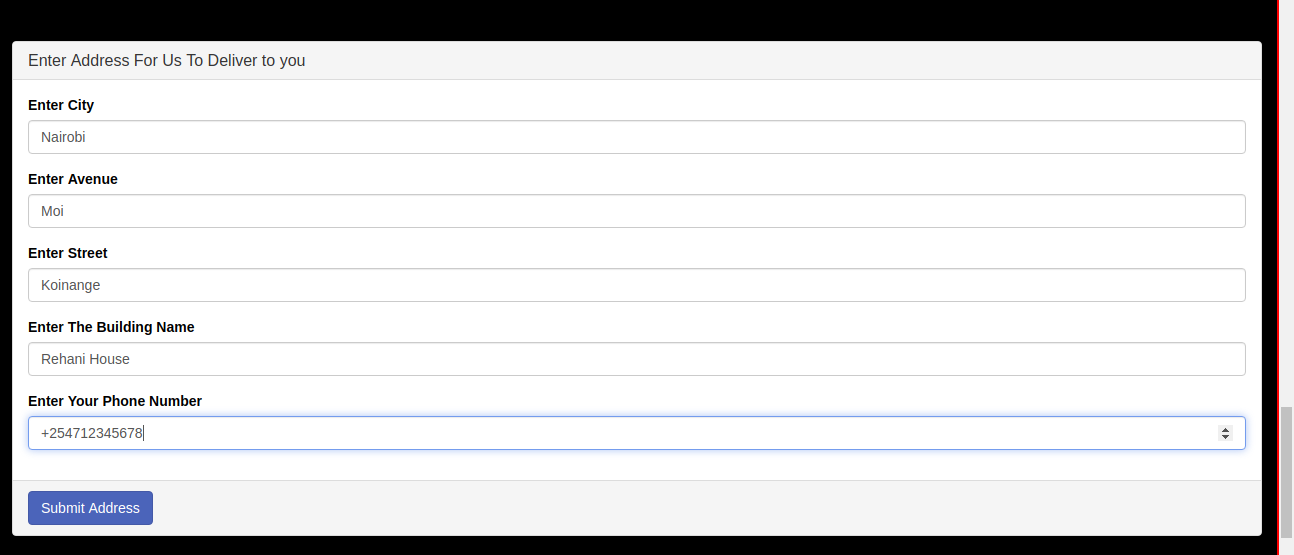 Enter Address For Us To Deliver to you
Enter City
Nairobi
Enter Avenue
Moi
Enter Street
Koinange
Enter The Building Name
Rehani House
Enter Your Phone Number
+254712345678
Submit Address